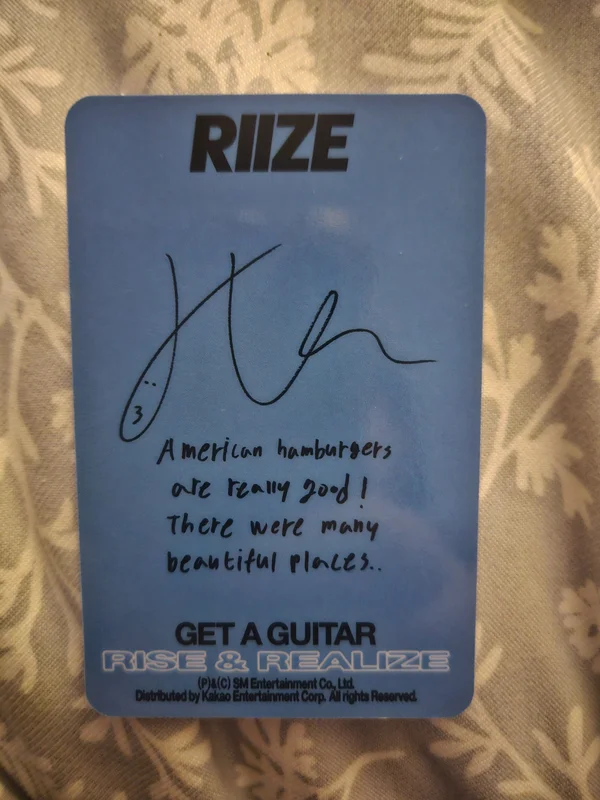 RIIZE
American hamburgers
are really good!
There were many
beautiful places..
GET A GUITAR
RISE & REALIZE
(P)&(C) SM Entertainment Co., Ltd.
Distributed by Kakao Entertainment Corp. All rights Reserved.